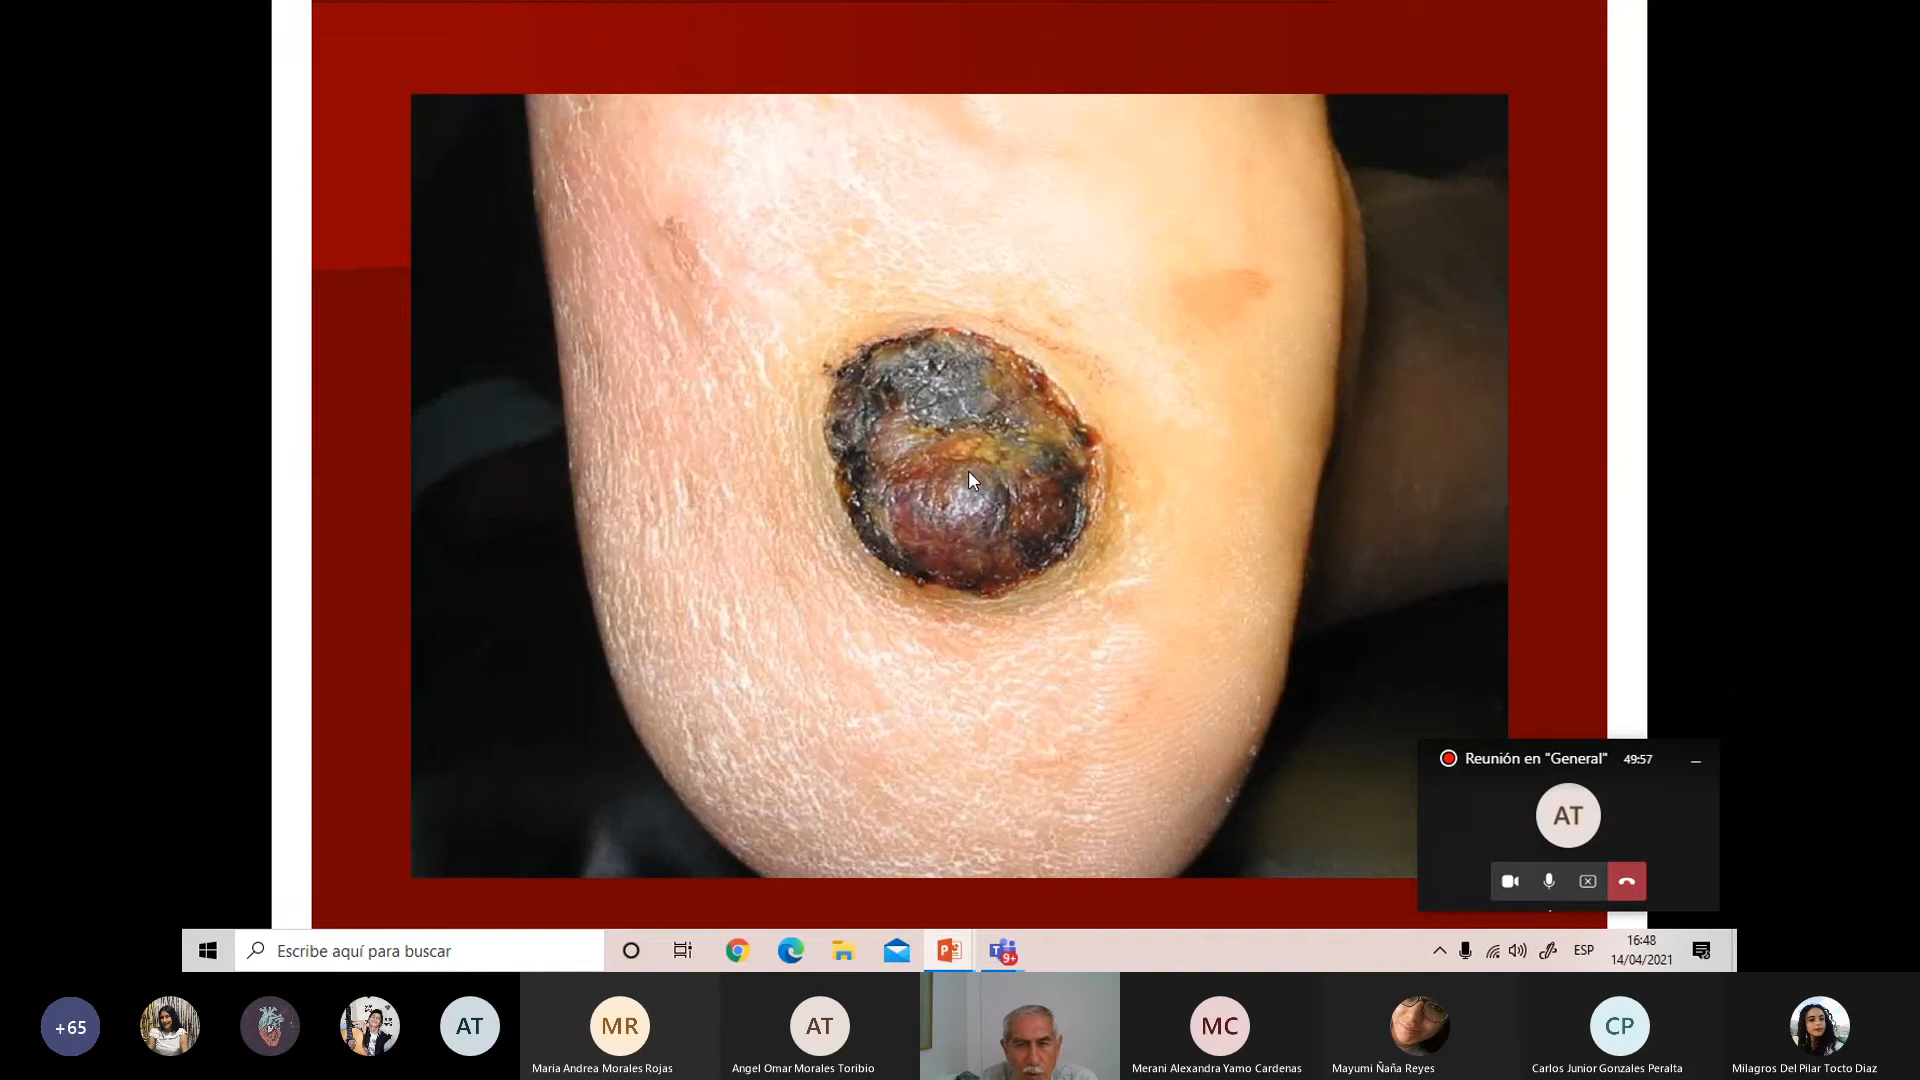 Reunión en "General" 49:57
AT
Escribe aquí para buscar
9+
ESP
16:48
14/04/2021
+65
AT
MR
AT
MC
CP
Maria Andrea Morales Rojas
Angel Omar Morales Toribio
Merani Alexandra Yamo Cardenas
Mayumi Ñaña Reyes
Carlos Junior Gonzales Peralta
Milagros Del Pilar Tocto Diaz